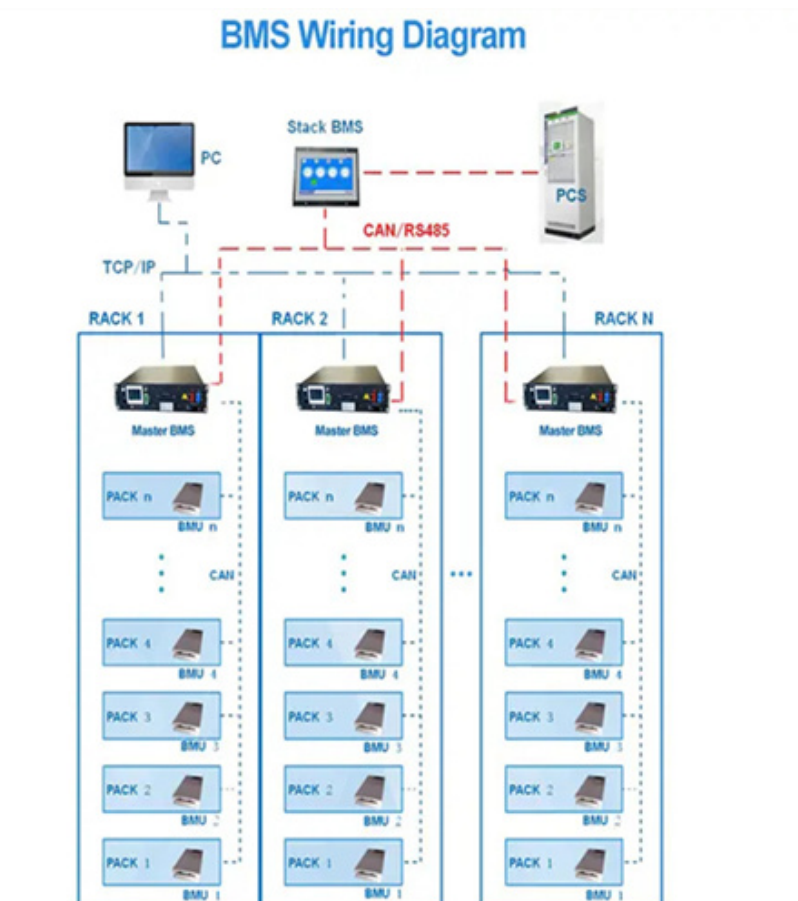 BMS Wiring Diagram
Stack BMS
PC
PCS
CAN/RS485
TCP/IP
RACK 1
RACK 2
RACK N
Master BMS
Master BMS
Master BMS
PACK n
PACK n
PACK n
BMU n
BMU n
BMU n
CAN
CAN
CAN
PACK 4
PACK 4
PACK 4
BMU 4
BMU 4
BMU 4
PACK 3
PACK 3
PACK 3
BMU 3
BMU 3
BMU 3
PACK 2
PACK 2
PACK 2
BMU 2
BMU 2
BMU 2
PACK 1
PACK 1
PACK 1
BMU 1
BMU 1
BMU 1